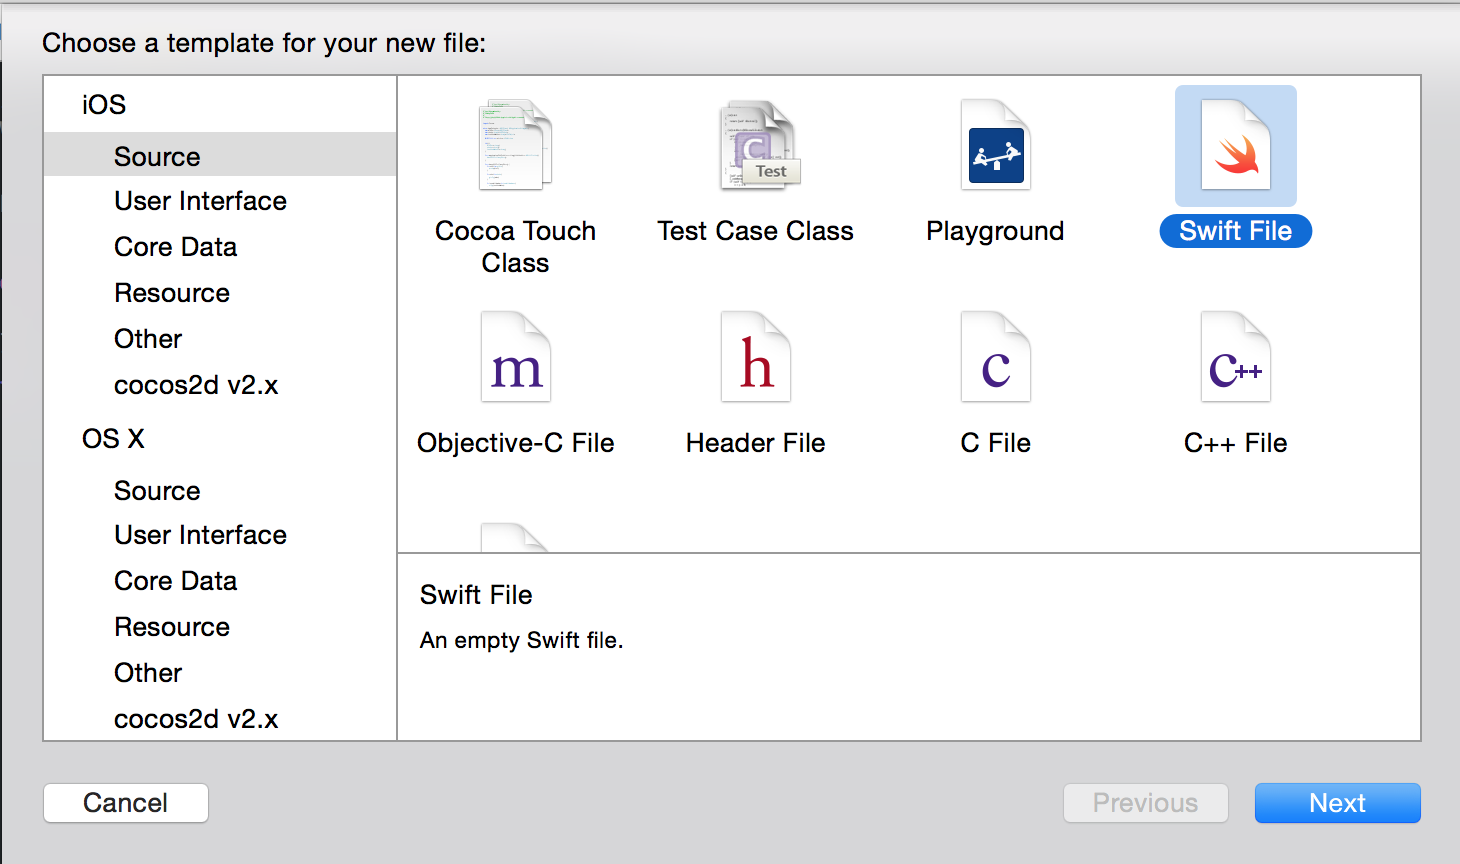 Choose a template for your new file:
iOS
Source
User Interface
Core Data
Resource
Other
cocos2d v2.x
OS X
Source
User Interface
Core Data
Resource
Other
cocos2d v2.x
Cocoa Touch
Class
C
Test
Test Case Class
Playground
Swift File
m
Objective-C File
h
Header File
c
C File
C++
C++ File
Swift File
An empty Swift file.
Cancel
Previous
Next